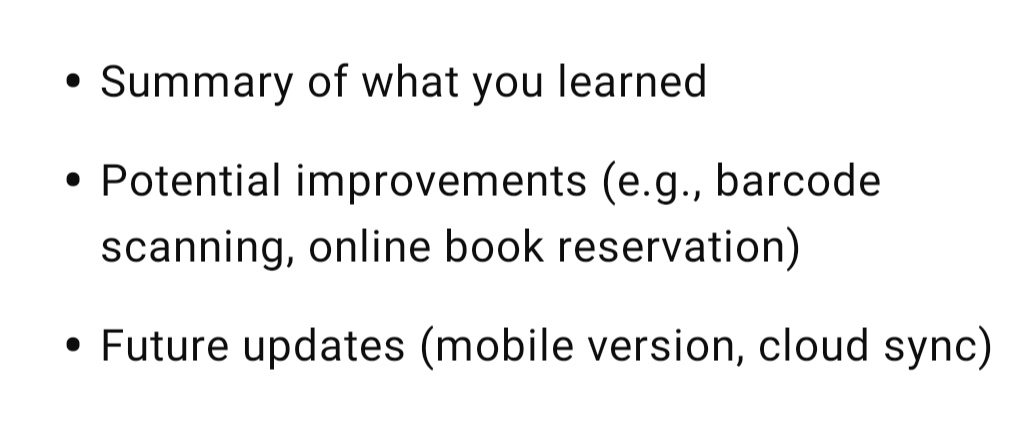 • Summary of what you learned
• Potential improvements (e.g., barcode
scanning, online book reservation)
• Future updates (mobile version, cloud sync)